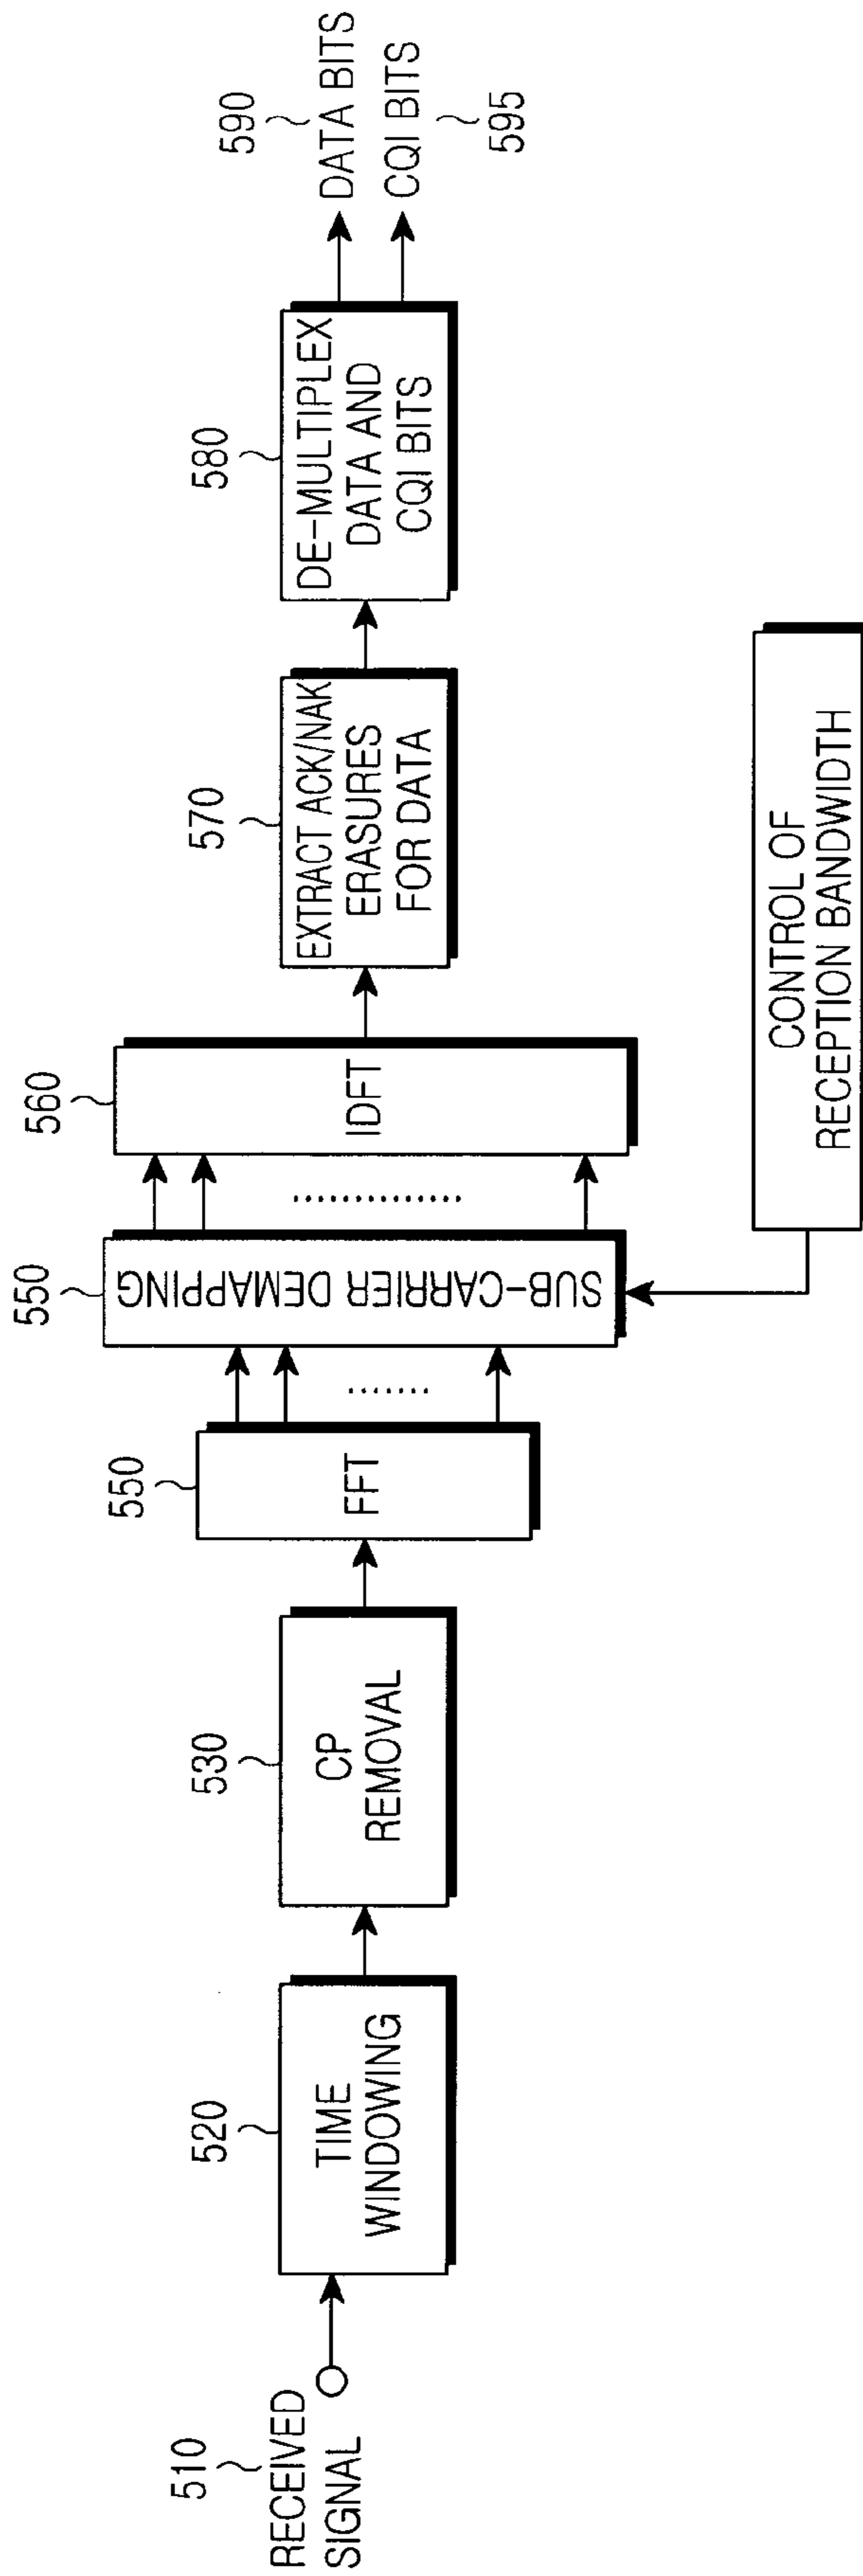 510
RECEIVED
SIGNAL
520
TIME
WINDOWING
530
CP
REMOVAL
550
FFT
550
SUB-CARRIER DEMAPPING
560
IDFT
570
EXTRACT ACK/NAK
ERASURES
FOR DATA
580
DE-MULTIPLEX
DATA AND
CQI BITS
590
DATA BITS
CQI BITS
595
CONTROL OF
RECEPTION BANDWIDTH